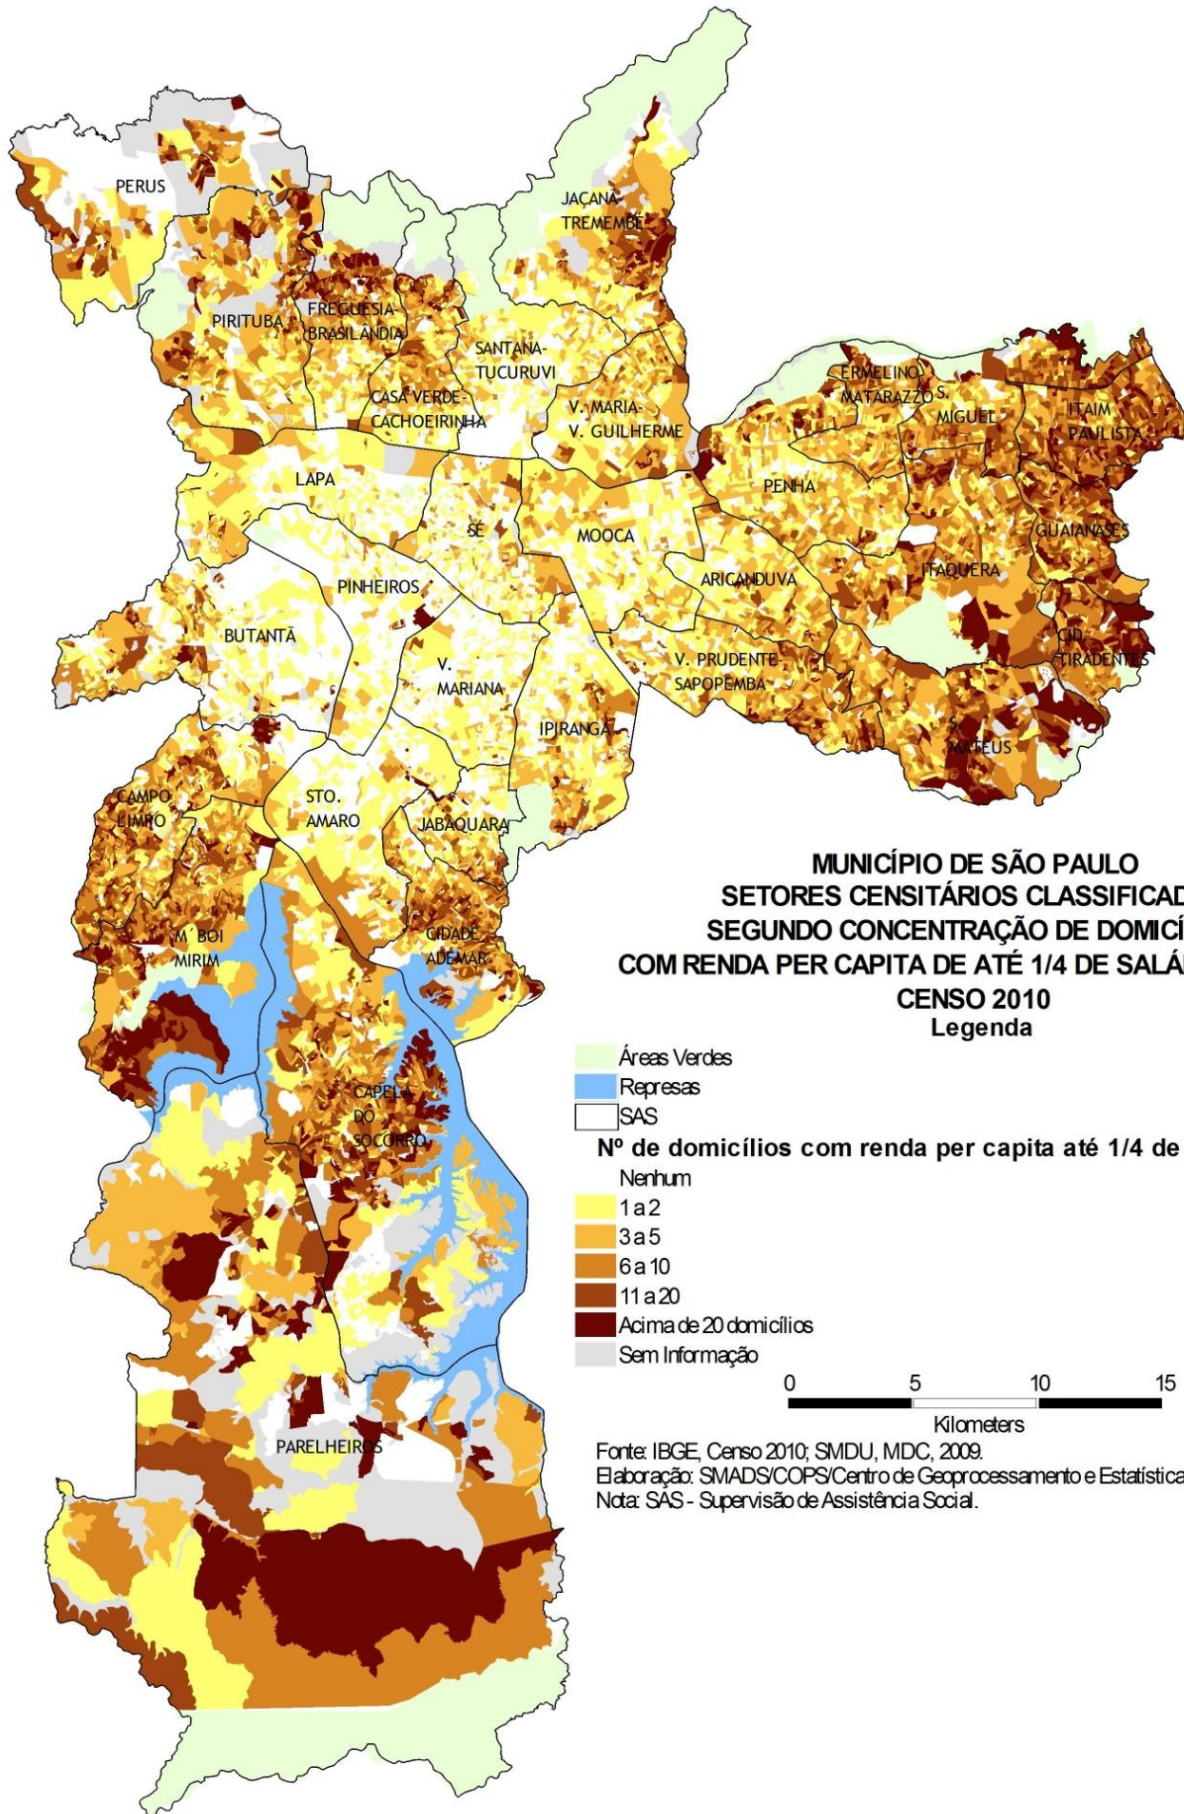 PERUS
JAÇANÃ-
TREMEMBÉ
PIRITUBA
FREGUESIA-
BRASILÂNDIA
SANTANA-
TUCURUVI
CASA VERDE-
CACHOEIRINHA
V. MARIA-
V. GUILHERME
ERMELINO-
MATARAZZO
S.
MIGUEL
ITAIM
PAULISTA
LAPA
PENHA
SÉ
MOOCA
GUAIANASES
PINHEIROS
ARICANDUVA
ITAQUERA
BUTANTÃ
V.
MARIANA
V. PRUDENTE-
SAPOPEMBA
CID.
TIRADENTES
IPIRANGA
S.
MATEUS
CAMPO
LIMPO
STO.
AMARO
JABAQUARA
M´BOI
MIRIM
CIDADE
ADEMAR
CAPELA
DO
SOCORRO
PARELHEIROS
MUNICÍPIO DE SÃO PAULO
SETORES CENSITÁRIOS CLASSIFICAD
SEGUNDO CONCENTRAÇÃO DE DOMICÍ
COM RENDA PER CAPITA DE ATÉ 1/4 DE SALÁ
CENSO 2010
Legenda
Áreas Verdes
Represas
SAS
Nº de domicílios com renda per capita até 1/4 de
Nenhum
1 a 2
3 a 5
6 a 10
11 a 20
Acima de 20 domicílios
Sem Informação
0 5 10 15
Kilometers
Fonte: IBGE, Censo 2010; SMDU, MDC, 2009.
Elaboração: SMADS/COPS/Centro de Geoprocessamento e Estatística
Nota: SAS - Supervisão de Assistência Social.